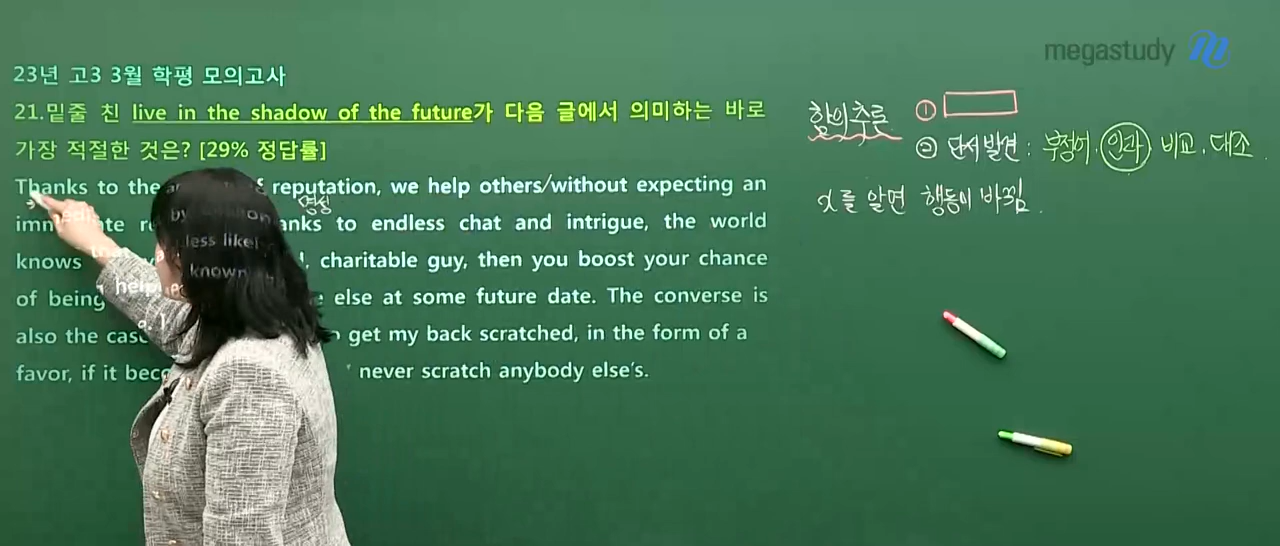 megastudy
23년 고3 3월 학평 모의고사
21.밑줄 친 live in the shadow of the future가 다음 글에서 의미하는 바로
가장 적절한 것은? [29% 정답률]
Thanks to the reputation, we help others/without expecting an
명성
anks to endless chat and intrigue, the world
knows charitable guy, then you boost your chance
of being else at some future date. The converse is
also the case get my back scratched, in the form of a
favor, if it never scratch anybody else's.
by
less likel
known
help
함의추론 ①
② 단서발견 : 부정어. 인과 비교. 대조
를 알면 행동이 바뀜.